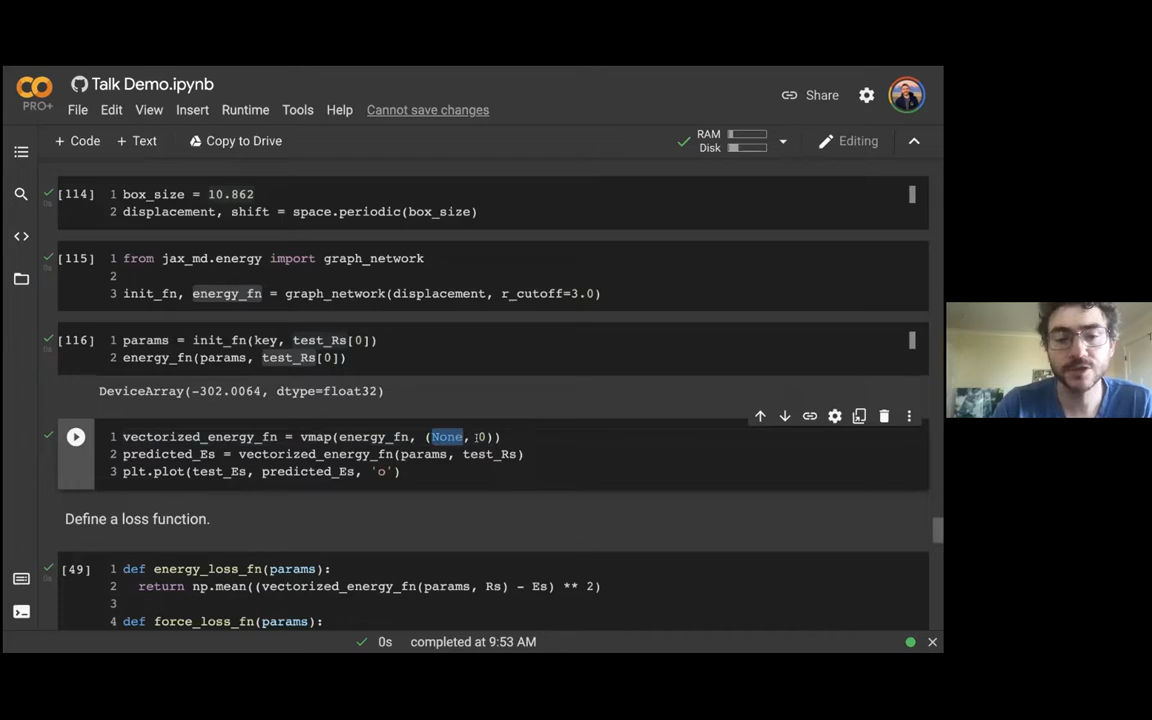 Talk Demo.ipynb
PRO+
File Edit View Insert Runtime Tools Help Cannot save changes
Share
+ Code + Text Copy to Drive
RAM
Disk
Editing
[114] 1 box_size = 10.862
0s 2 displacement, shift = space.periodic(box_size)
[115] 1 from jax_md.energy import graph_network
0s 2
3 init_fn, energy_fn = graph_network(displacement, r_cutoff=3.0)
[116] 1 params = init_fn(key, test_Rs[0])
0s 2 energy_fn(params, test_Rs[0])
DeviceArray(-302.0064, dtype=float32)
1 vectorized_energy_fn = vmap(energy_fn, (None, 0))
2 predicted_Es = vectorized_energy_fn(params, test_Rs)
3 plt.plot(test_Es, predicted_Es, 'o')
Define a loss function.
[49] 1 def energy_loss_fn(params):
0s 2 return np.mean((vectorized_energy_fn(params, Rs) - Es) ** 2)
3
4 def force_loss_fn(params):
0s completed at 9:53 AM